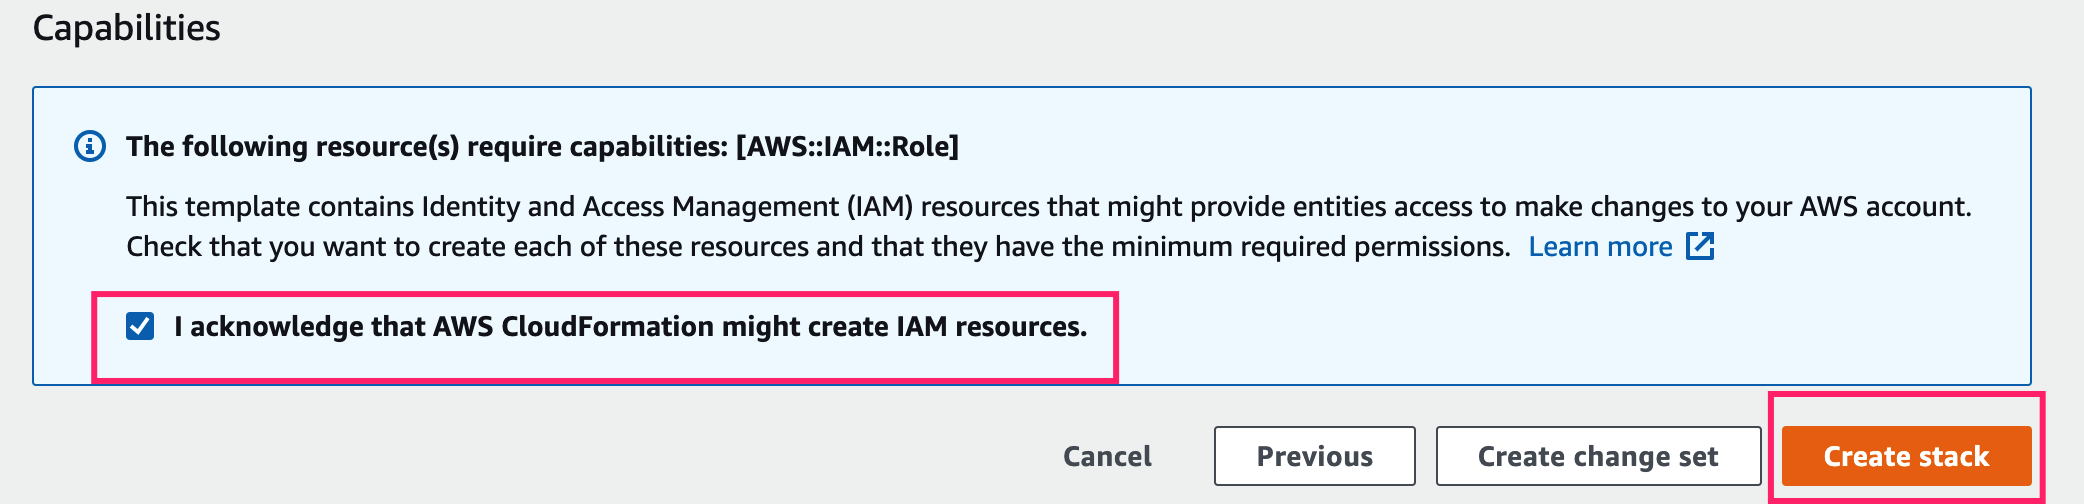 Capabilities
The following resource(s) require capabilities: [AWS::IAM::Role]
This template contains Identity and Access Management (IAM) resources that might provide entities access to make changes to your AWS account.
Check that you want to create each of these resources and that they have the minimum required permissions. Learn more
I acknowledge that AWS CloudFormation might create IAM resources.
Cancel Previous Create change set Create stack